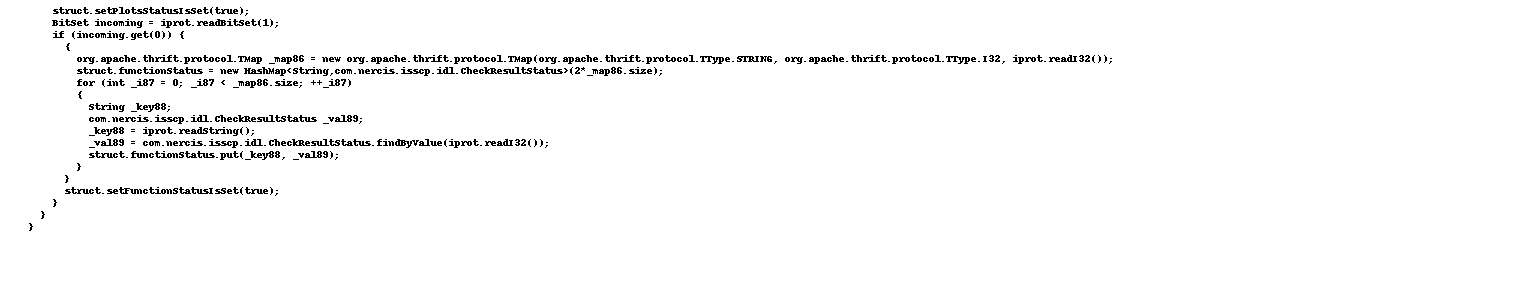 struct.setPlotsStatusIsSet(true);
BitSet incoming = iprot.readBitSet(1);
if (incoming.get(0)) {
{
org.apache.thrift.protocol.TMap _map86 = new org.apache.thrift.protocol.TMap(org.apache.thrift.protocol.TType.STRING, org.apache.thrift.protocol.TType.I32, iprot.readI32());
struct.functionStatus = new HashMap<String,com.nercis.isscp.idl.CheckResultStatus>(2*_map86.size);
for (int _i87 = 0; _i87 < _map86.size; ++_i87)
{
String _key88;
com.nercis.isscp.idl.CheckResultStatus _val89;
_key88 = iprot.readString();
_val89 = com.nercis.isscp.idl.CheckResultStatus.findByValue(iprot.readI32());
struct.functionStatus.put(_key88, _val89);
}
}
struct.setFunctionStatusIsSet(true);
}
}
}